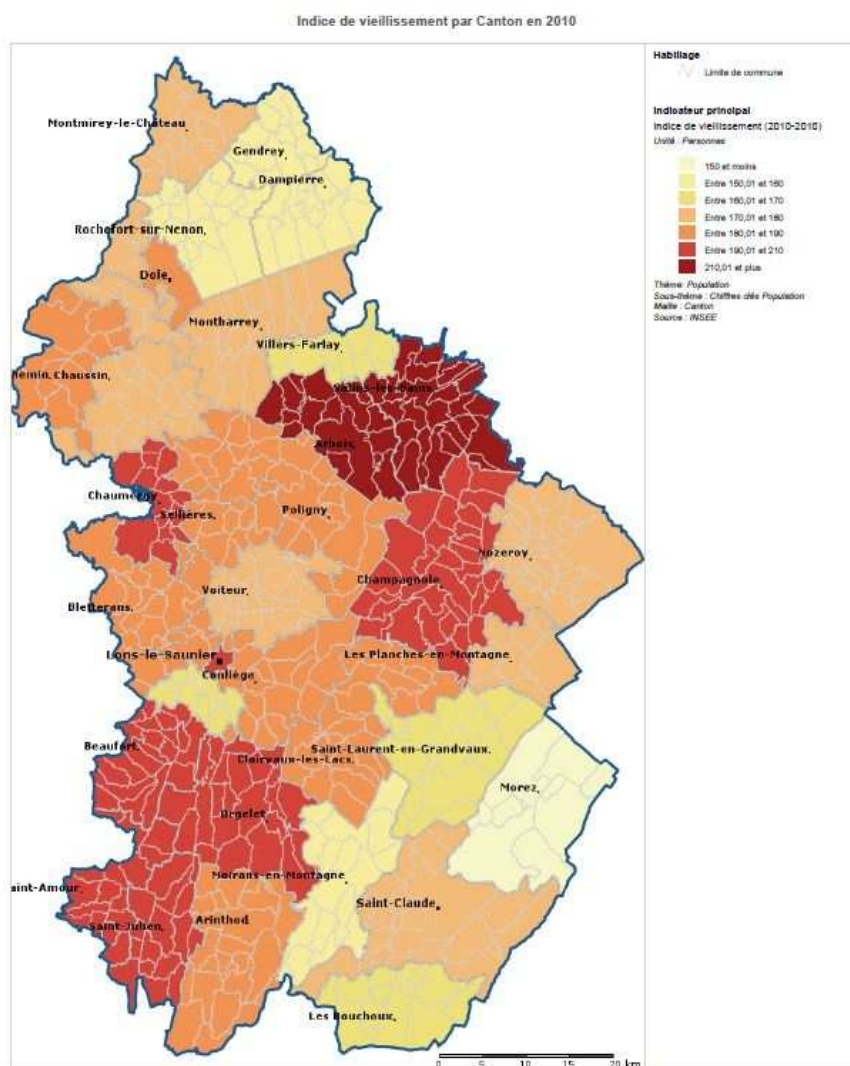 Indice de vieillissement par Canton en 2010
Habillage
Limite de commune
Indicateur principal
Indice de vieillissement (2010-2010)
Unité : Personnes
150 et moins
Entre 150,01 et 160
Entre 160,01 et 170
Entre 170,01 et 180
Entre 180,01 et 190
Entre 190,01 et 210
210,01 et plus
Thème: Population
Sous-thème : Chiffres clés Population
Maille : Canton
Source : INSEE
Montmirey-le-Château
Gendrey
Dampierre
Rochefort-sur-Nenon
Dole
Montbarrey
Villers-Farlay
Salins-les-Bains
hemin
Chaussin
Arbois
Chaumergy
Sellières
Poligny
Nozeroy
Champagnole
Voiteur
Bletterans
Lons-le-Saunier
Les Planches-en-Montagne
Conliège
Beaufort
Saint-Laurent-en-Grandvaux
Clairvaux-les-Lacs
Morez
Orgelet
Moirans-en-Montagne
aint-Amour
Saint-Claude
Arinthod
Saint-Julien
Les Bouchoux
0 5 10 15 20 km